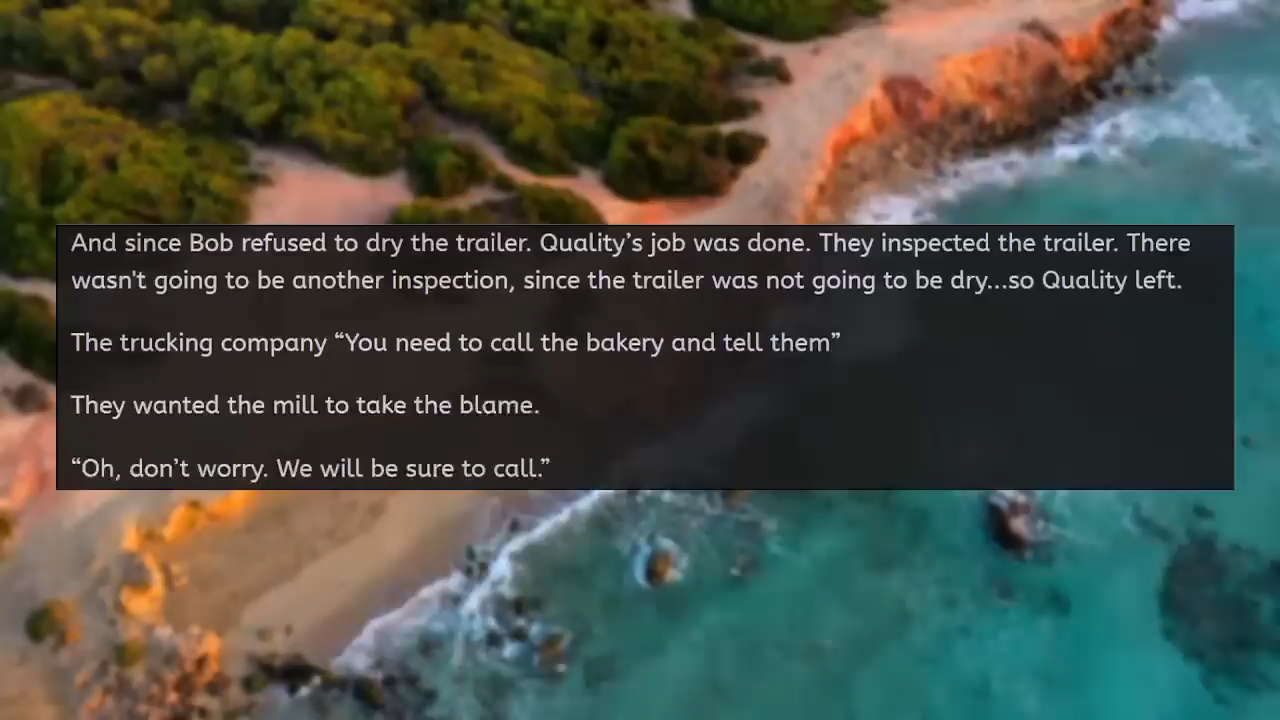 And since Bob refused to dry the trailer. Quality’s job was done. They inspected the trailer. There
wasn't going to be another inspection, since the trailer was not going to be dry...so Quality left.
The trucking company “You need to call the bakery and tell them”
They wanted the mill to take the blame.
“Oh, don’t worry. We will be sure to call.”